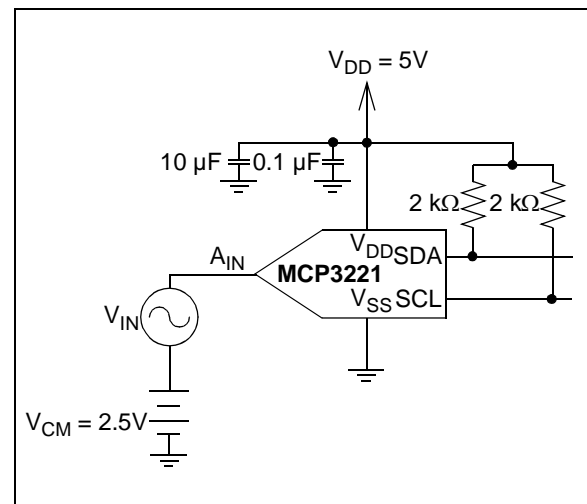 V_DD = 5V
10 µF 0.1 µF
2 kΩ 2 kΩ
A_IN
V_DD SDA
MCP3221
V_SS SCL
V_IN
V_CM = 2.5V